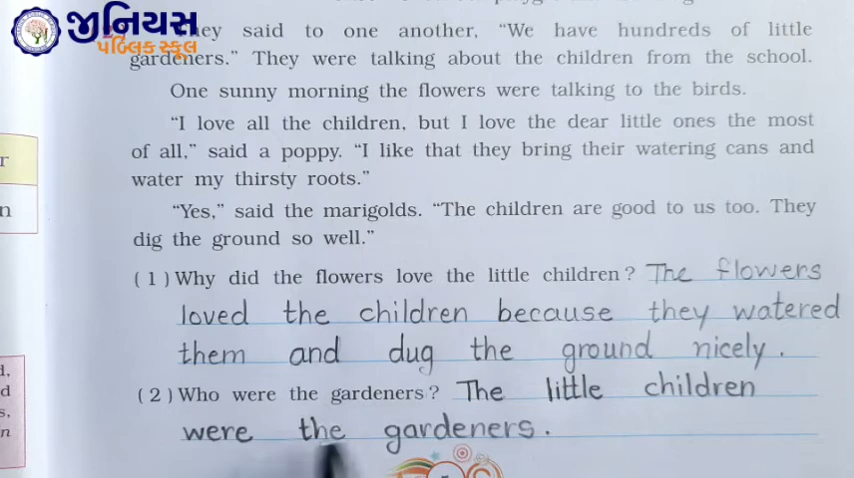 જીનિયસ
પબ્લિક સ્કૂલ
They said to one another, "We have hundreds of little
gardeners." They were talking about the children from the school.
One sunny morning the flowers were talking to the birds.
"I love all the children, but I love the dear little ones the most
of all," said a poppy. "I like that they bring their watering cans and
water my thirsty roots."
"Yes," said the marigolds. "The children are good to us too. They
dig the ground so well."
( 1 ) Why did the flowers love the little children ? The flowers
loved the children because they watered
them and dug the ground nicely.
( 2 ) Who were the gardeners ? The little children
were the gardeners.
r
n
d,
d
s,
n